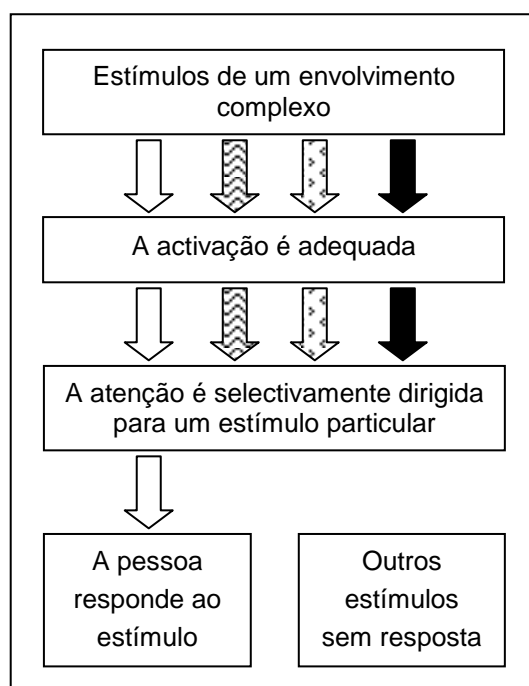 Estímulos de um envolvimento
complexo
A activação é adequada
A atenção é selectivamente dirigida
para um estímulo particular
A pessoa
responde ao
estímulo
Outros
estímulos
sem resposta